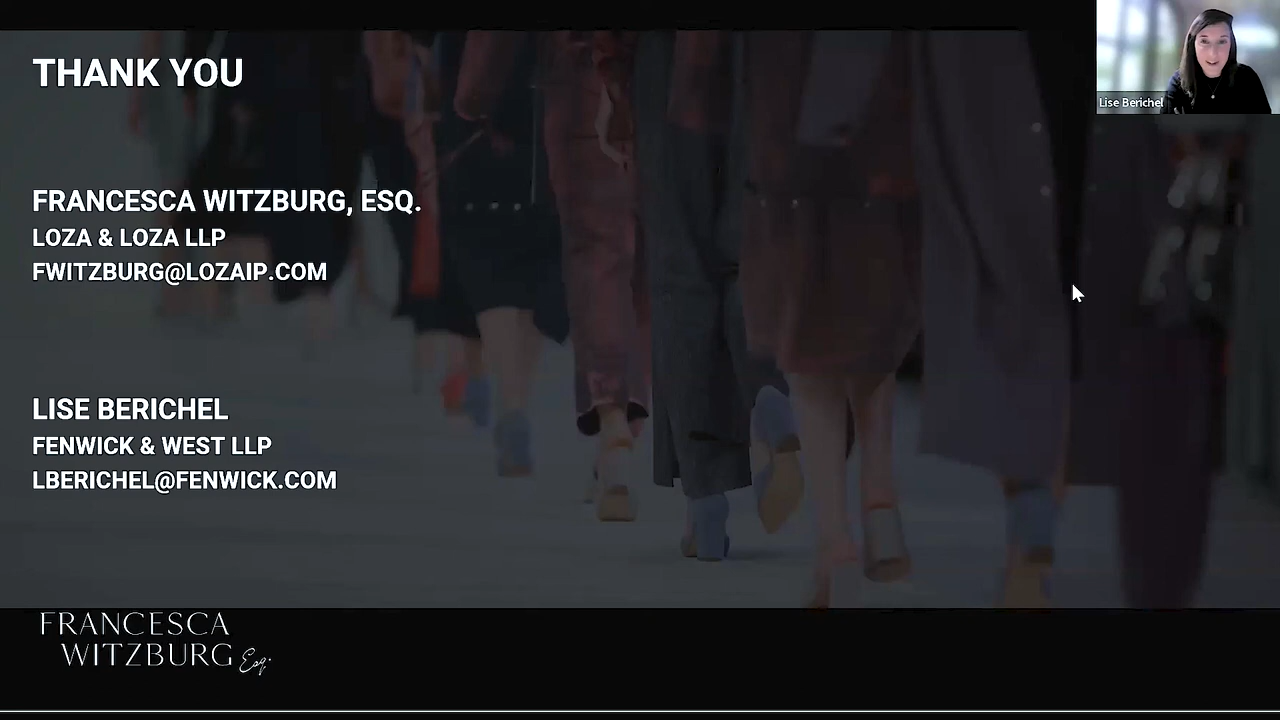 THANK YOU
Lise Berichel
FRANCESCA WITZBURG, ESQ.
LOZA & LOZA LLP
FWITZBURG@LOZAIP.COM
LISE BERICHEL
FENWICK & WEST LLP
LBERICHEL@FENWICK.COM
FRANCESCA
WITZBURG Esq.